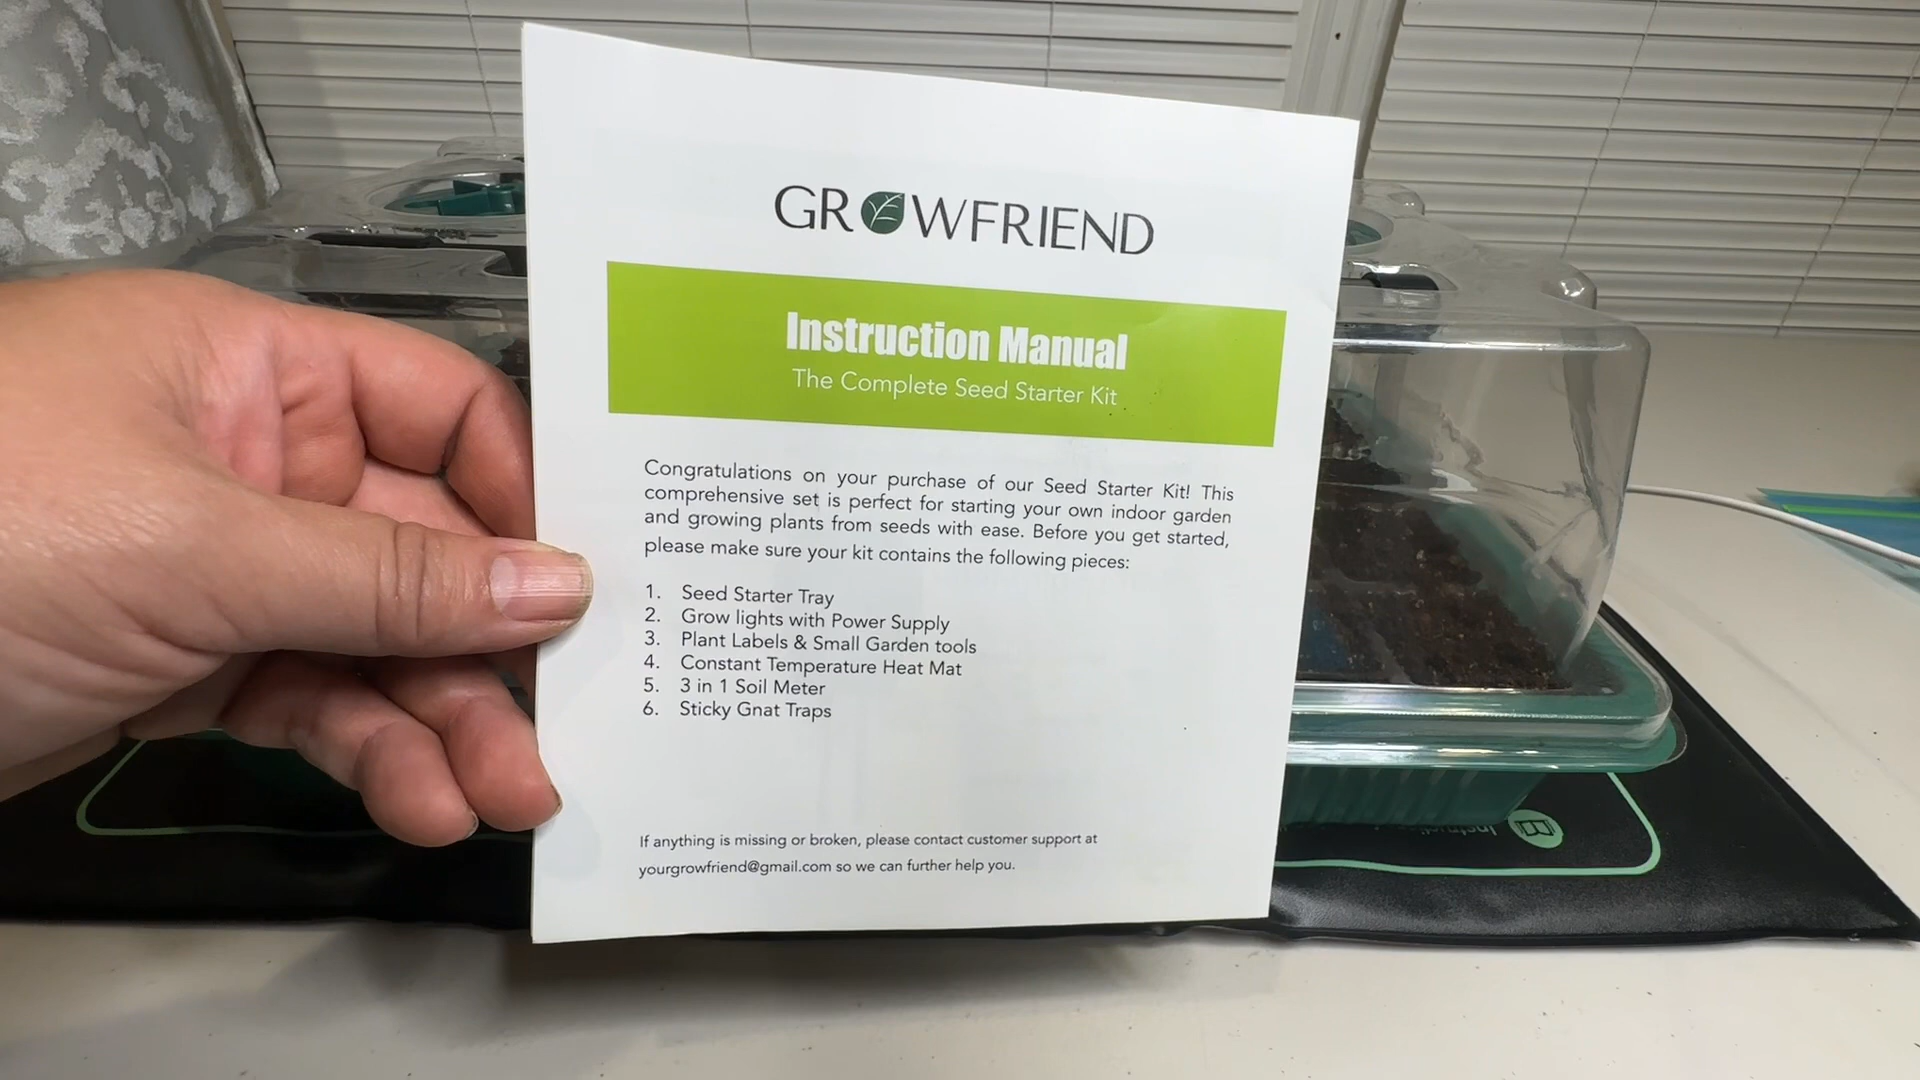 GROWFRIEND
Instruction Manual
The Complete Seed Starter Kit
Congratulations on your purchase of our Seed Starter Kit! This
comprehensive set is perfect for starting your own indoor garden
and growing plants from seeds with ease. Before you get started,
please make sure your kit contains the following pieces:
1. Seed Starter Tray
2. Grow lights with Power Supply
3. Plant Labels & Small Garden tools
4. Constant Temperature Heat Mat
5. 3 in 1 Soil Meter
6. Sticky Gnat Traps
If anything is missing or broken, please contact customer support at
yourgrowfriend@gmail.com so we can further help you.